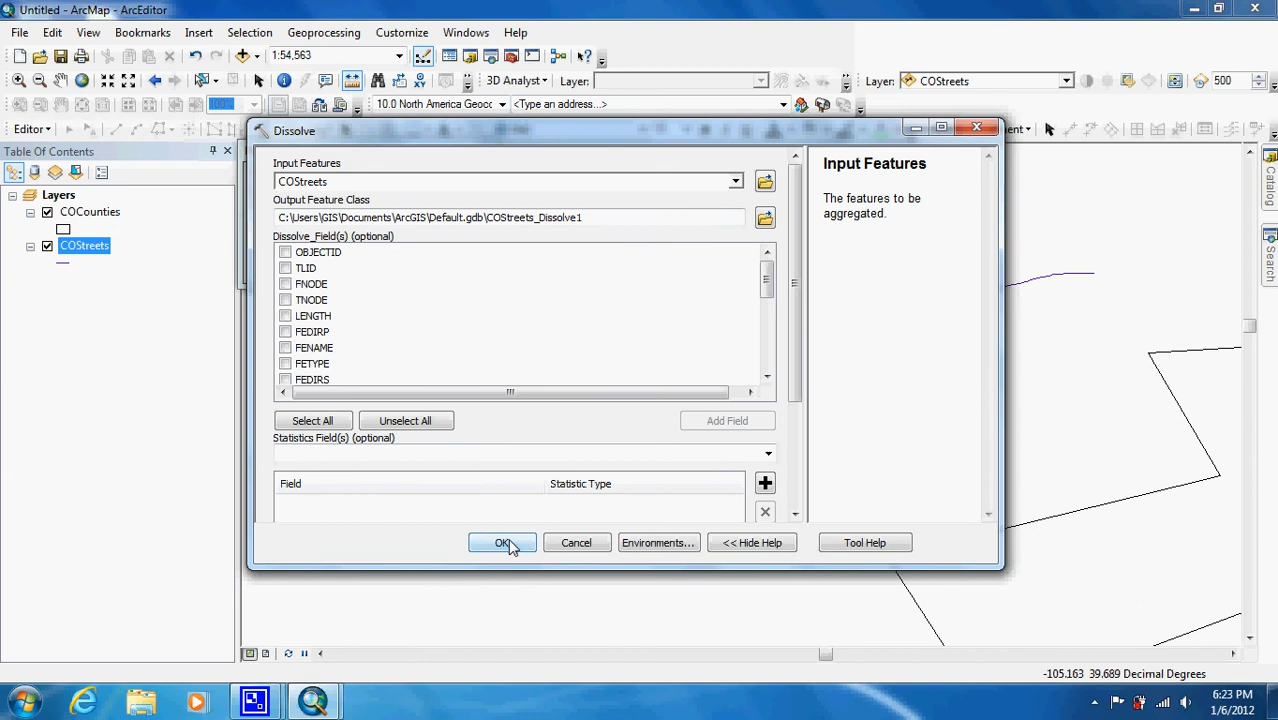 Untitled - ArcMap - ArcEditor
File Edit View Bookmarks Insert Selection Geoprocessing Customize Windows Help
1:54,563
3D Analyst Layer: Layer: COStreets 500
100% 10.0 North America Geoc <Type an address...>
Editor
Dissolve
Table Of Contents
Layers
COCounties
COStreets
Input Features
COStreets
Output Feature Class
C:\Users\GIS\Documents\ArcGIS\Default.gdb\COStreets_Dissolve1
Dissolve_Field(s) (optional)
OBJECTID
TLID
FNODE
TNODE
LENGTH
FEDIRP
FENAME
FETYPE
FEDIRS
Select All Unselect All Add Field
Statistics Field(s) (optional)
Field Statistic Type
OK Cancel Environments... << Hide Help Tool Help
Input Features
The features to be
aggregated.
Catalog
Search
-105.163 39.689 Decimal Degrees
6:23 PM
1/6/2012